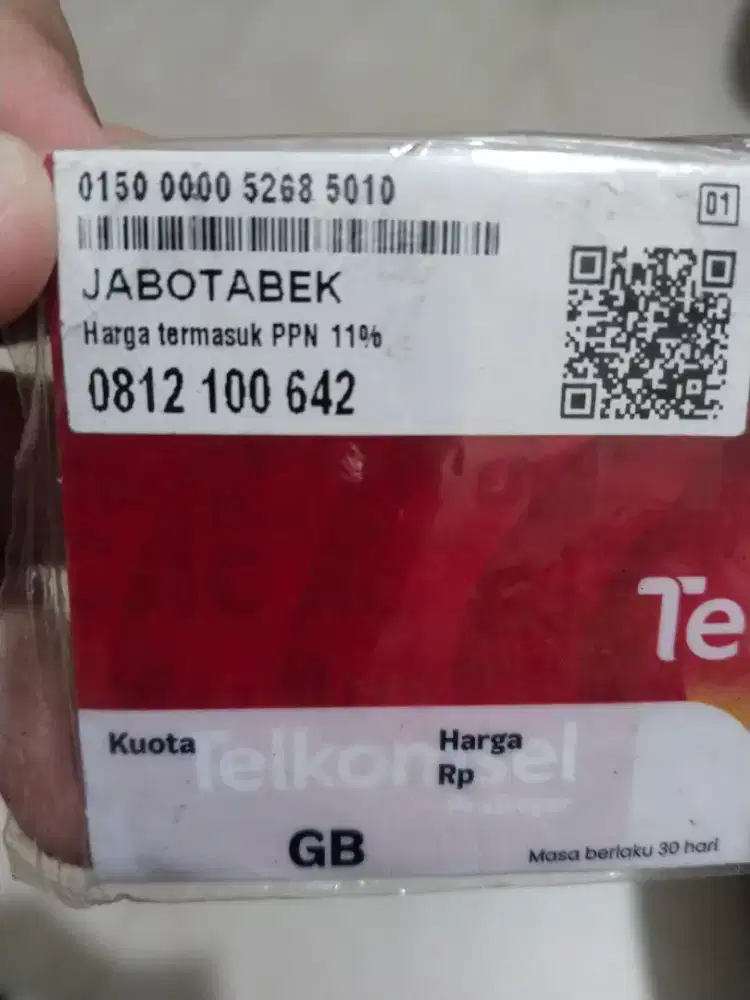 0150 0000 5268 5010
01
JABOTABEK
Harga termasuk PPN 11%
0812 100 642
Te
Kuota
Telkomsel
Harga
Rp
GB
Masa berlaku 30 hari